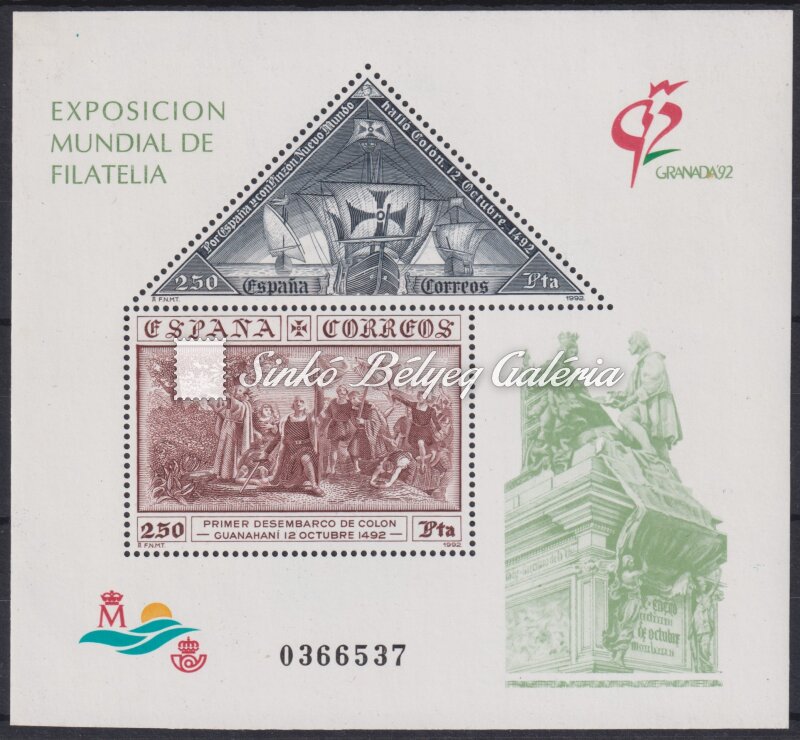 EXPOSICION
MUNDIAL DE
FILATELIA
GRANADA'92
Por España y con Pinzon Nuevo Mundo
halló Colon, 12 Octubre, 1492
250 España Correos Pta
F.N.M.T. 1992
ESPAÑA CORREOS
Sinkó Bélyeg Galéria
250 PRIMER DESEMBARCO DE COLON Pta
GUANAHANÍ 12 OCTUBRE 1492
F.N.M.T. 1992
M
0366537
octubre